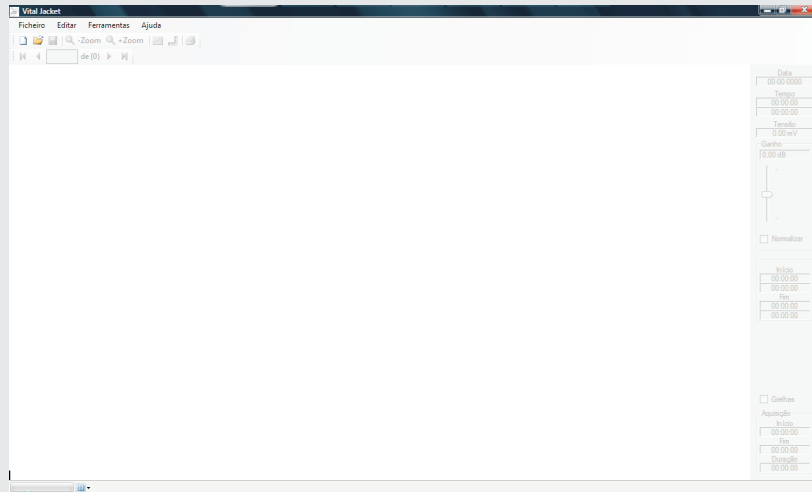 Vital Jacket
Ficheiro Editar Ferramentas Ajuda
-Zoom +Zoom
de (0)
Data
00-00-0000
Tempo
00:00:00
00:00:00
Tensão
0,00 mV
Ganho
0,00 dB
Normalizar
Início
00:00:00
00:00:00
Fim
00:00:00
00:00:00
Grelhas
Aquisição
Início
00:00:00
Fim
00:00:00
Duração
00:00:00